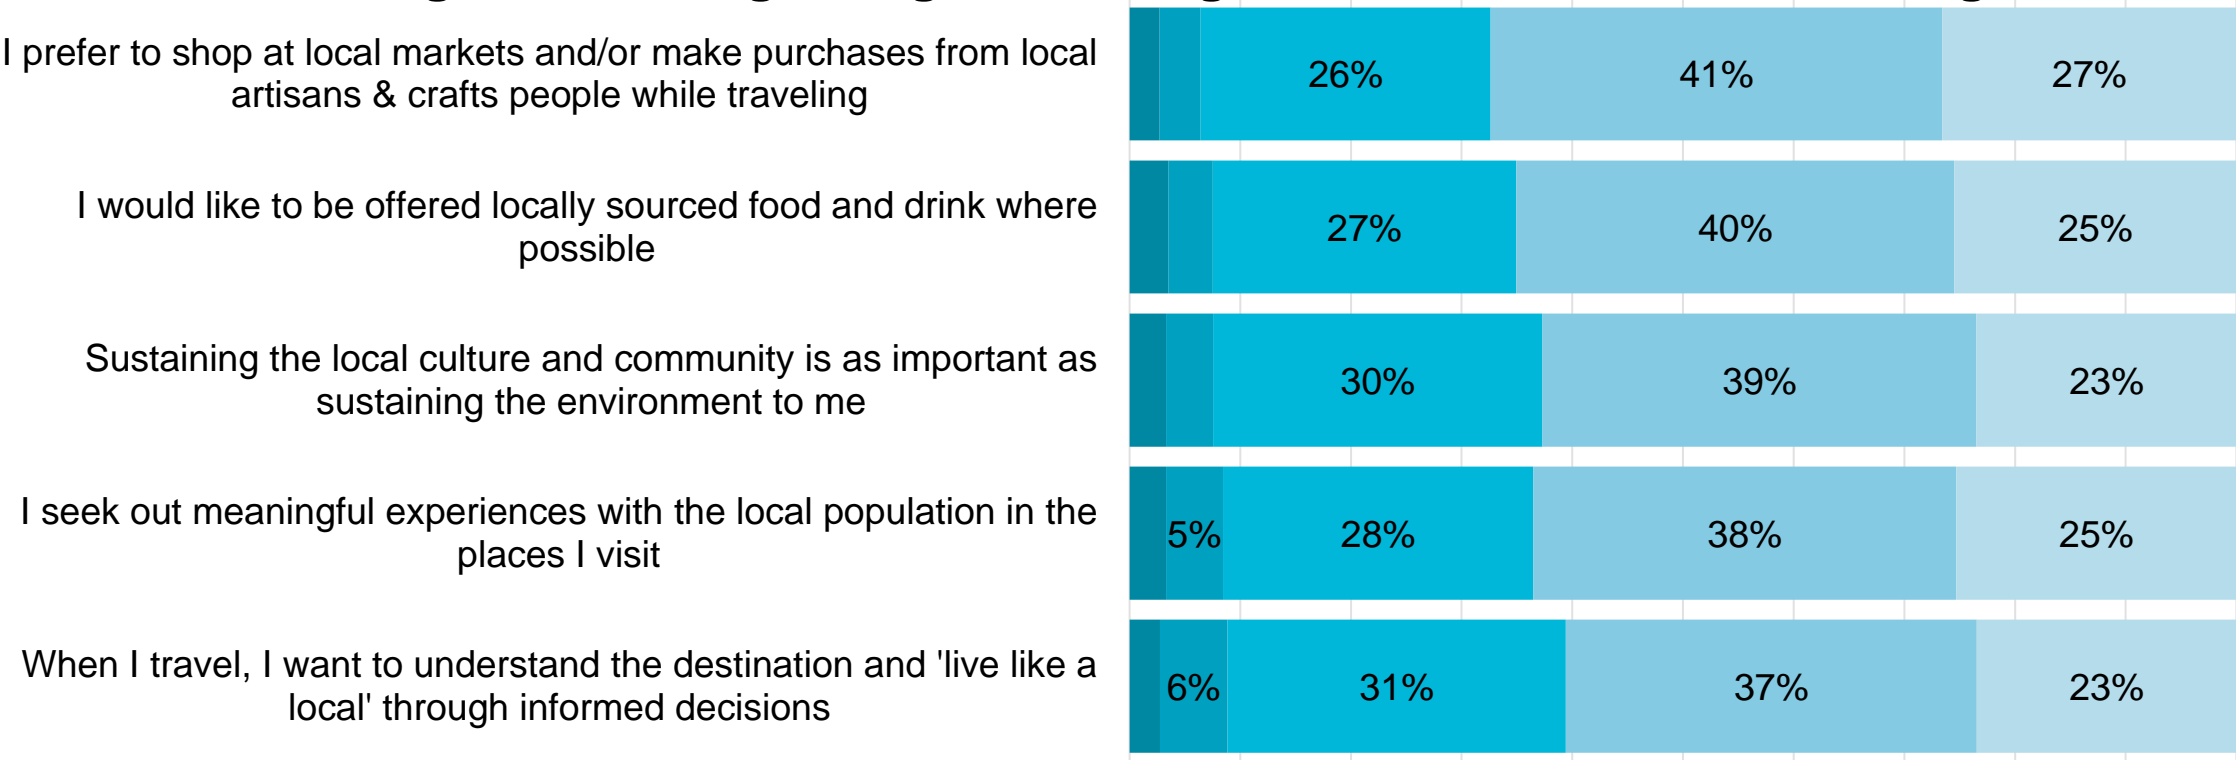 I prefer to shop at local markets and/or make purchases from local
artisans & crafts people while traveling
26% 41% 27%
I would like to be offered locally sourced food and drink where
possible
27% 40% 25%
Sustaining the local culture and community is as important as
sustaining the environment to me
30% 39% 23%
I seek out meaningful experiences with the local population in the
places I visit
5% 28% 38% 25%
When I travel, I want to understand the destination and 'live like a
local' through informed decisions
6% 31% 37% 23%